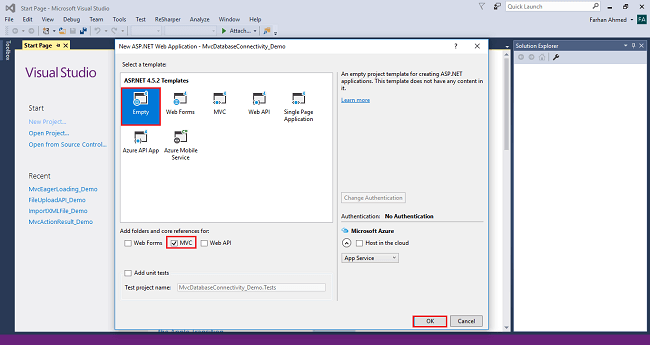 Start Page - Microsoft Visual Studio
Quick Launch
File Edit View Debug Team Tools Test ReSharper Analyze Window Help
Farhan Ahmed FA
Attach...
Toolbox
Start Page
Visual Studio
Start
New Project...
Open Project...
Open from Source Control...
Recent
MvcEagerLoading_Demo
FileUploadAPI_Demo
ImportXMLFile_Demo
MvcActionResult_Demo
New ASP.NET Web Application - MvcDatabaseConnectivity_Demo
?
Select a template:
ASP.NET 4.5.2 Templates
Empty
Web Forms
MVC
Web API
Single Page
Application
Azure API App
Azure Mobile
Service
An empty project template for creating ASP.NET
applications. This template does not have any content in
it.
Learn more
Change Authentication
Authentication: No Authentication
Microsoft Azure
Host in the cloud
App Service
Add folders and core references for:
Web Forms MVC Web API
Add unit tests
Test project name: MvcDatabaseConnectivity_Demo.Tests
OK Cancel
Solution Explorer